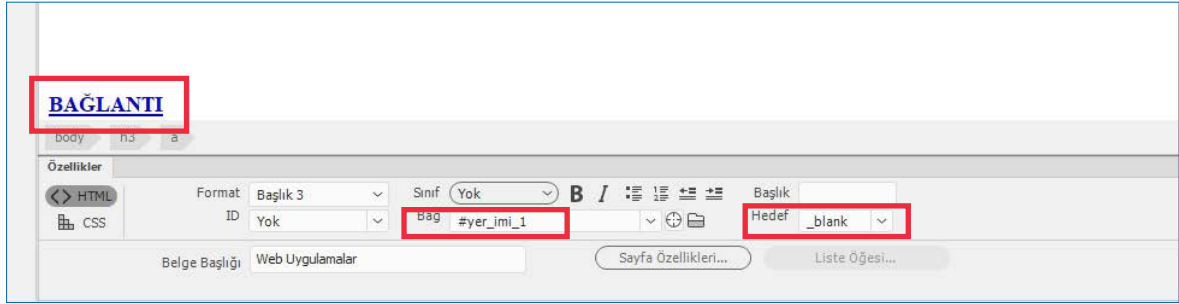 BAĞLANTI
body h3 a
Özellikler
<> HTML Format Başlık 3 Sınıf Yok B I Başlık
CSS ID Yok Bağ #yer_imi_1 Hedef _blank
Belge Başlığı Web Uygulamalar Sayfa Özellikleri... Liste Öğesi...